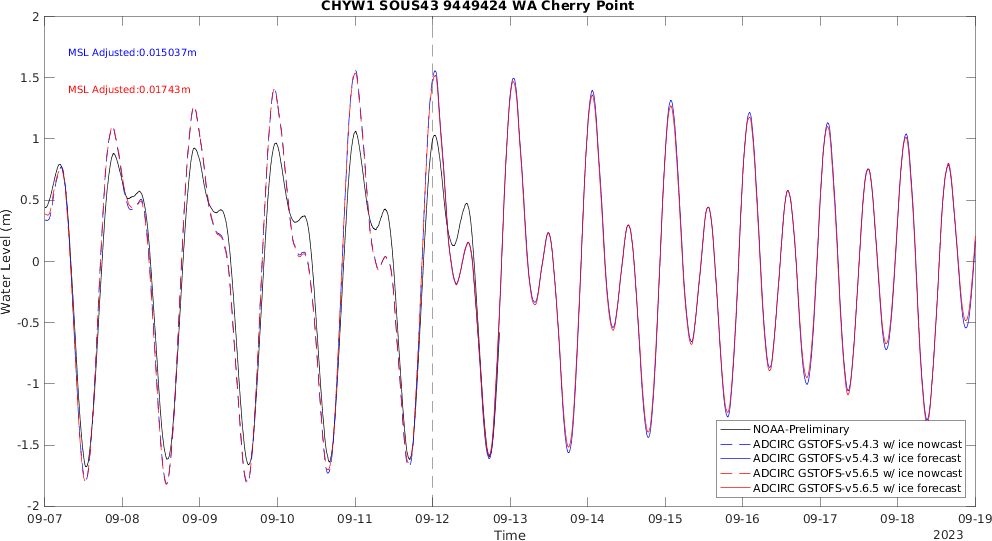 CHYW1 SOUS43 9449424 WA Cherry Point
MSL Adjusted:0.015037m
MSL Adjusted:0.01743m
Water Level (m)
2
1.5
1
0.5
0
-0.5
-1
-1.5
-2
NOAA-Preliminary
ADCIRC GSTOFS-v5.4.3 w/ ice nowcast
ADCIRC GSTOFS-v5.4.3 w/ ice forecast
ADCIRC GSTOFS-v5.6.5 w/ ice nowcast
ADCIRC GSTOFS-v5.6.5 w/ ice forecast
09-07 09-08 09-09 09-10 09-11 09-12 09-13 09-14 09-15 09-16 09-17 09-18 09-19
Time
2023